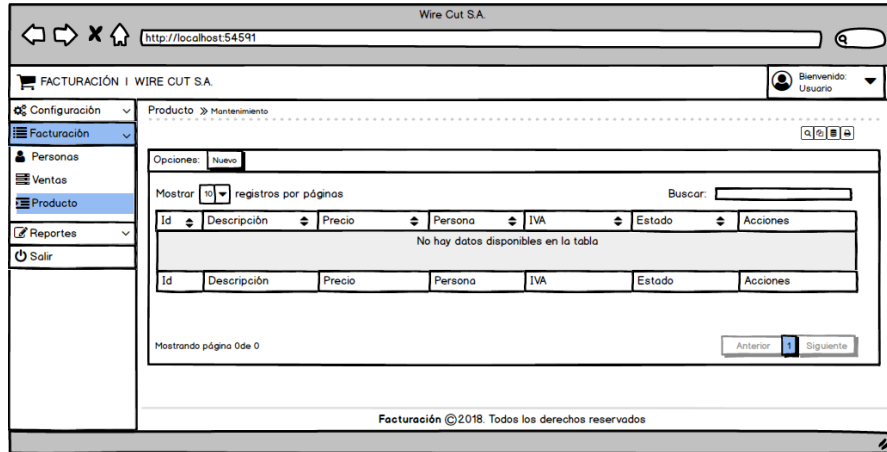 Wire Cut S.A.
http://localhost:54591
FACTURACIÓN I WIRE CUT S.A.
Bienvenido:
Usuario
Configuración
Facturación
Personas
Ventas
Producto
Reportes
Salir
Producto >> Mantenimiento
Opciones: Nuevo
Mostrar 10 registros por páginas
Buscar:
Id Descripción Precio Persona IVA Estado Acciones
No hay datos disponibles en la tabla
Id Descripción Precio Persona IVA Estado Acciones
Mostrando página 0de 0
Anterior 1 Siguiente
Facturación ©2018. Todos los derechos reservados